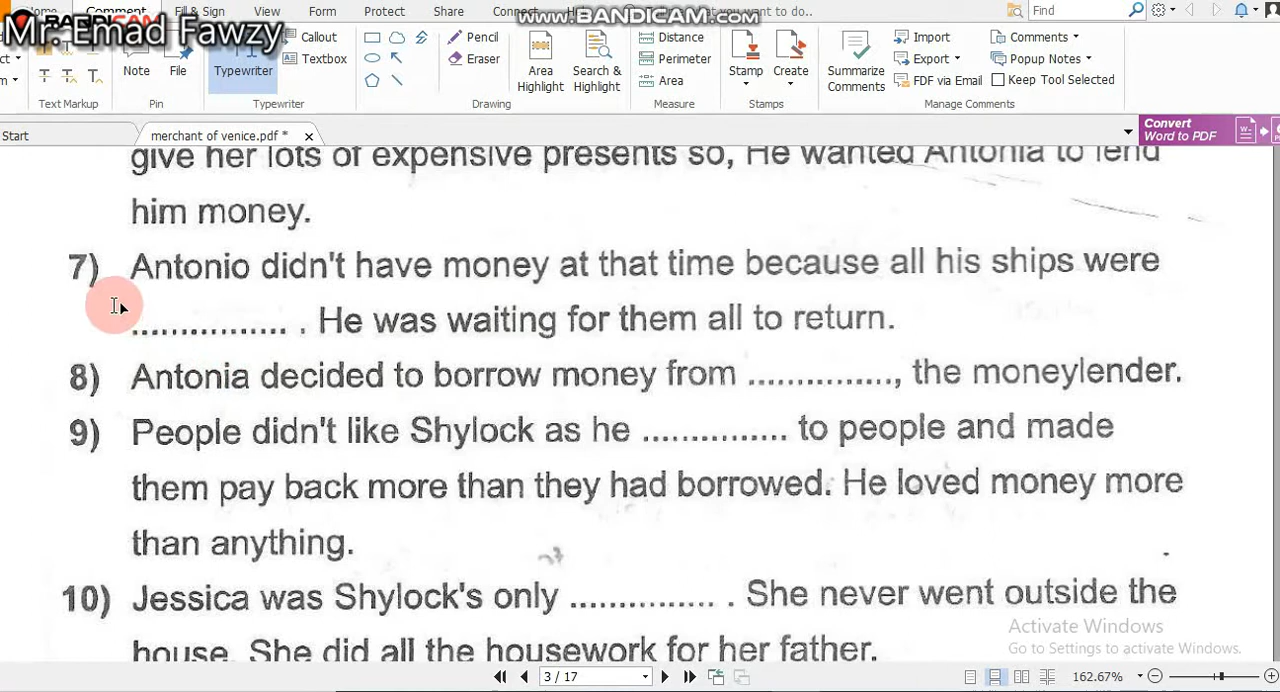 Home Comment Fill & Sign View Form Protect Share Connect Help to do..
Find
www.BANDICAM.com
BANDICAM
Mr. Emad Fawzy
Note File Typewriter Callout Textbox Pencil Eraser Area Highlight Search & Highlight Distance Perimeter Area Stamp Create Summarize Comments Import Export FDF via Email Comments Popup Notes Keep Tool Selected
Text Markup Pin Typewriter Drawing Measure Stamps Manage Comments
Start merchant of venice.pdf * Convert Word to PDF
give her lots of expensive presents so, He wanted Antonia to lend
him money.
7) Antonio didn't have money at that time because all his ships were
................ . He was waiting for them all to return.
8) Antonia decided to borrow money from ..............., the moneylender.
9) People didn't like Shylock as he ............... to people and made
them pay back more than they had borrowed. He loved money more
than anything.
10) Jessica was Shylock's only ............... . She never went outside the
house. She did all the housework for her father.
Activate Windows
Go to Settings to activate Windows.
3 / 17 162.67%